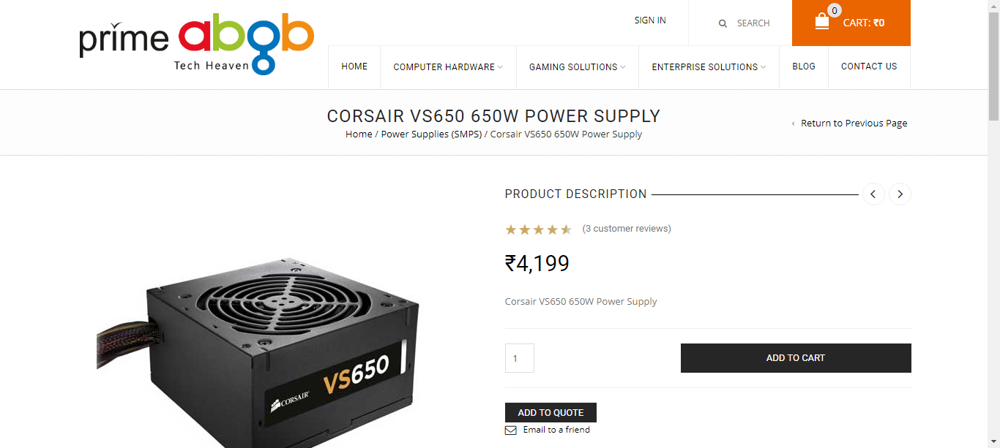 prime abgb
Tech Heaven
SIGN IN
SEARCH
0
CART: ₹0
HOME
COMPUTER HARDWARE
GAMING SOLUTIONS
ENTERPRISE SOLUTIONS
BLOG
CONTACT US
CORSAIR VS650 650W POWER SUPPLY
Home / Power Supplies (SMPS) / Corsair VS650 650W Power Supply
‹ Return to Previous Page
PRODUCT DESCRIPTION
(3 customer reviews)
₹4,199
Corsair VS650 650W Power Supply
1
ADD TO CART
ADD TO QUOTE
Email to a friend
VS650
CORSAIR